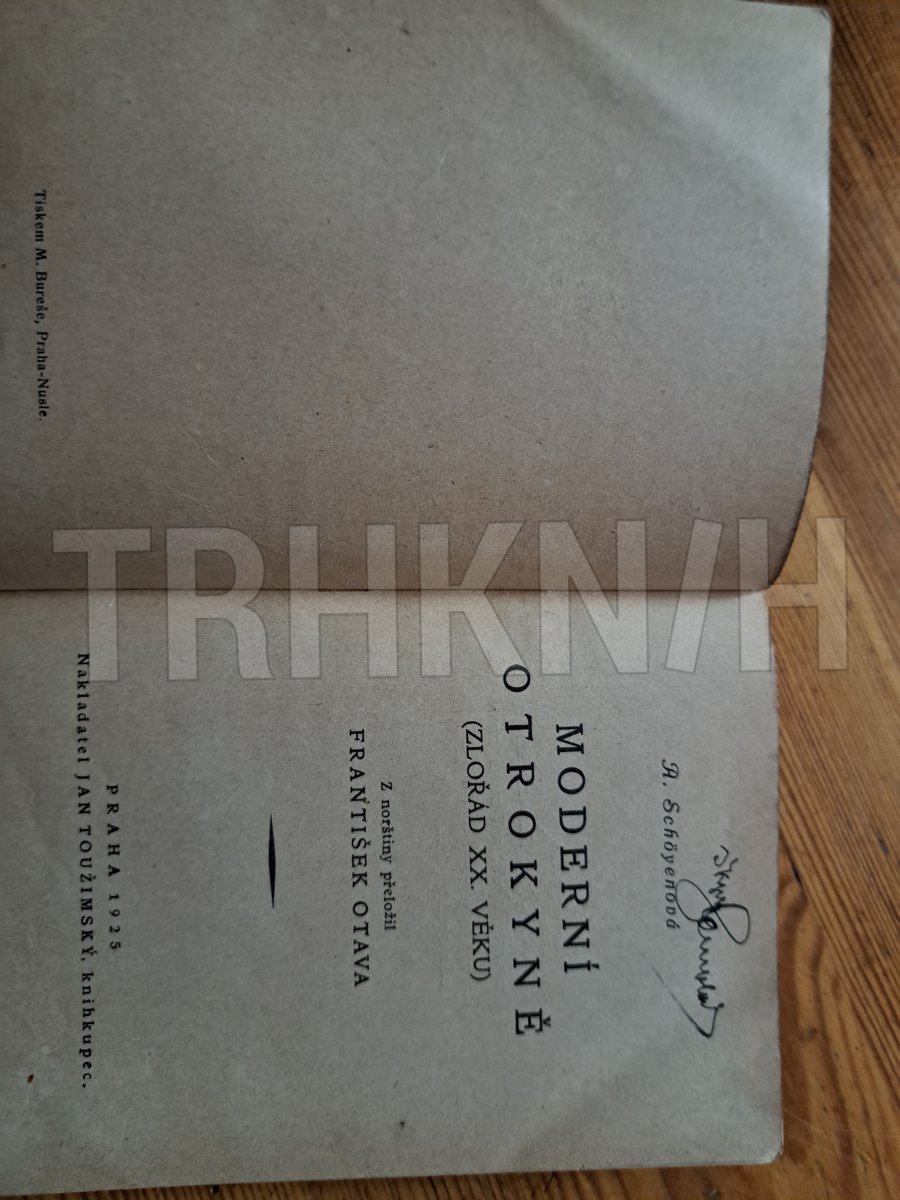 Tiskem M. Bureše, Praha-Nusle.
A. Schöyenová
MODERNÍ
OTROKYNĚ
(ZLOŘÁD XX. VĚKU)
Z norštiny přeložil
FRANŤIŠEK OTAVA
PRAHA 1925
Nakladatel JAN TOUŽIMSKÝ, knihkupec.
TRHKNIH